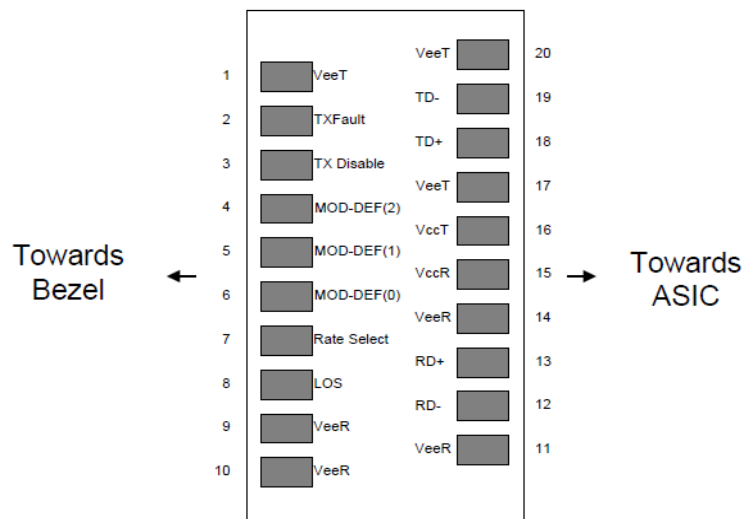 VeeT 20
1 VeeT
TD- 19
2 TXFault
TD+ 18
3 TX Disable
VeeT 17
4 MOD-DEF(2)
VccT 16
5 MOD-DEF(1)
Towards
Bezel
VccR 15
Towards
ASIC
6 MOD-DEF(0)
VeeR 14
7 Rate Select
RD+ 13
8 LOS
RD- 12
9 VeeR
VeeR 11
10 VeeR